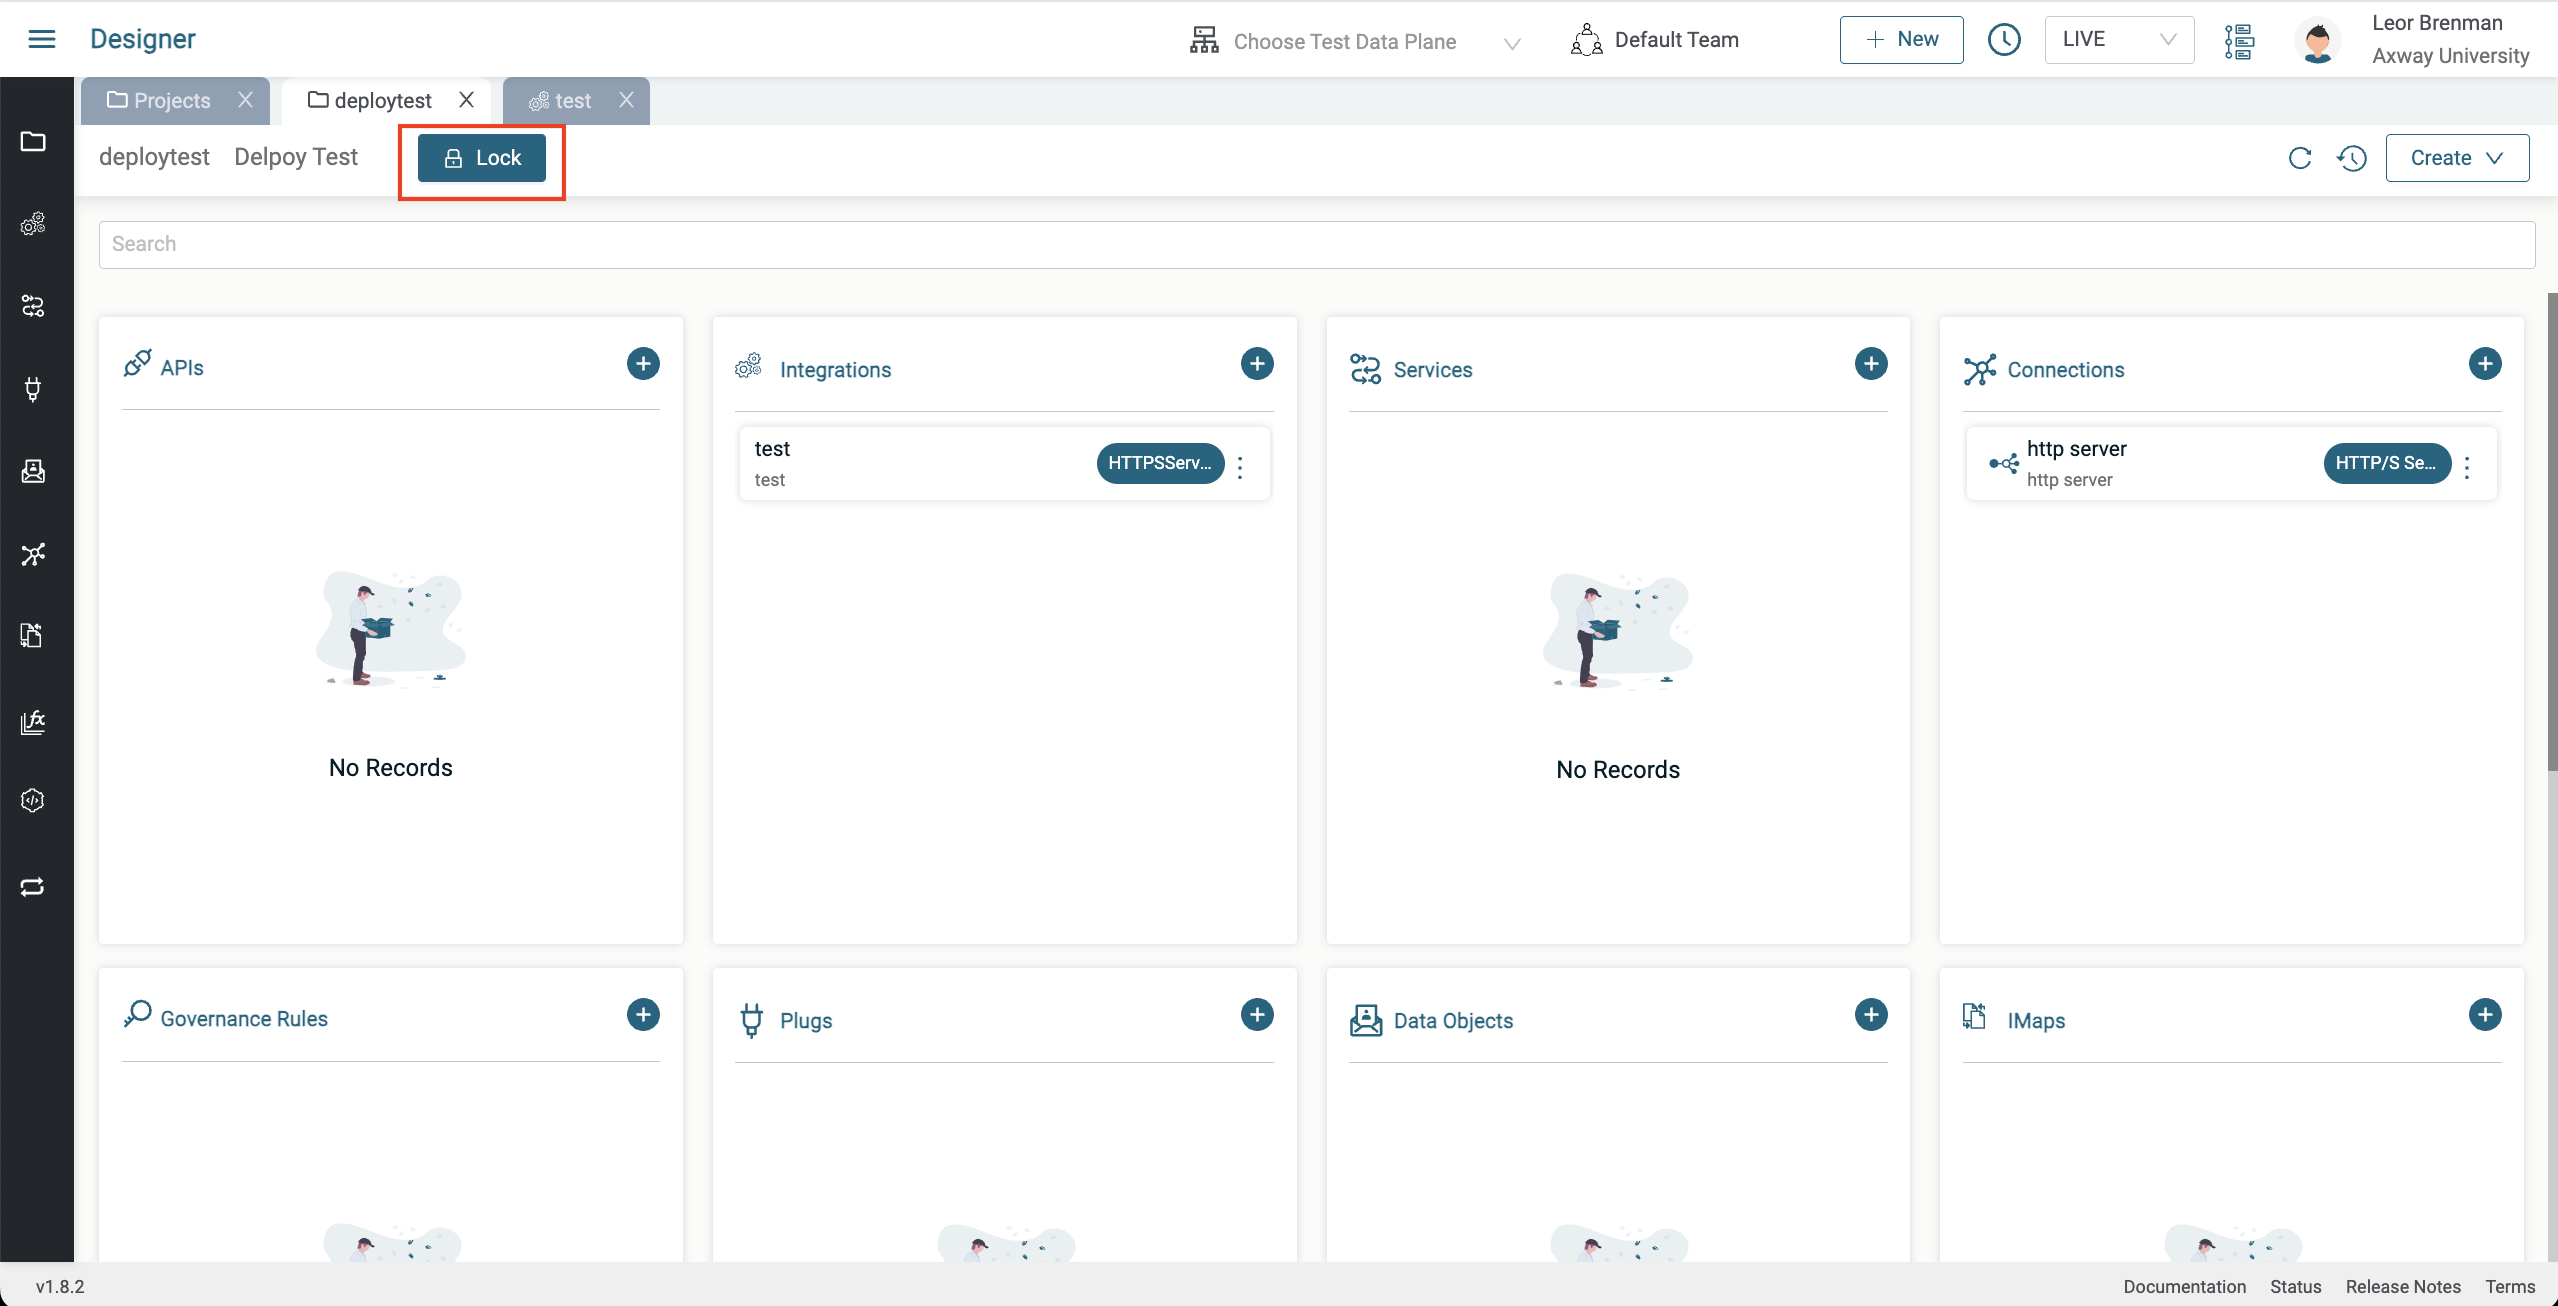 Designer
Choose Test Data Plane
Default Team
New
LIVE
Leor Brenman
Axway University
Projects
deploytest
test
deploytest Delpoy Test
Lock
Create
Search
APIs
No Records
Integrations
test
test
HTTPSServ...
Services
No Records
Connections
http server
http server
HTTP/S Se...
Governance Rules
Plugs
Data Objects
IMaps
v1.8.2
Documentation Status Release Notes Terms